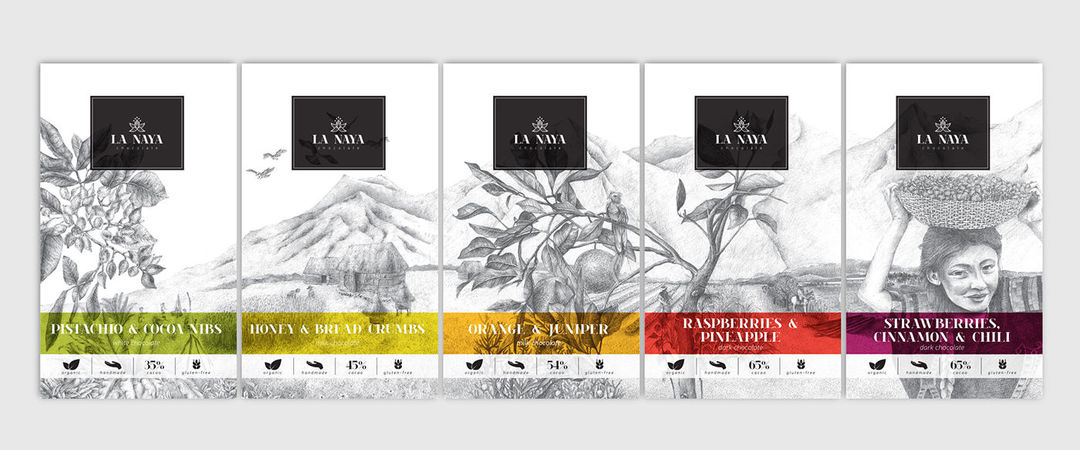 LA NAYA
chocolate
PISTACHIO & COCOA NIBS
white chocolate
organic
handmade
35%
cacao
gluten-free
LA NAYA
chocolate
HONEY & BREAD CRUMBS
milk chocolate
organic
handmade
45%
cacao
gluten-free
LA NAYA
chocolate
ORANGE & JUNIPER
milk chocolate
organic
handmade
54%
cacao
gluten-free
LA NAYA
chocolate
RASPBERRIES &
PINEAPPLE
dark chocolate
organic
handmade
65%
cacao
gluten-free
LA NAYA
chocolate
STRAWBERRIES,
CINNAMON & CHILI
dark chocolate
organic
handmade
65%
cacao
gluten-free